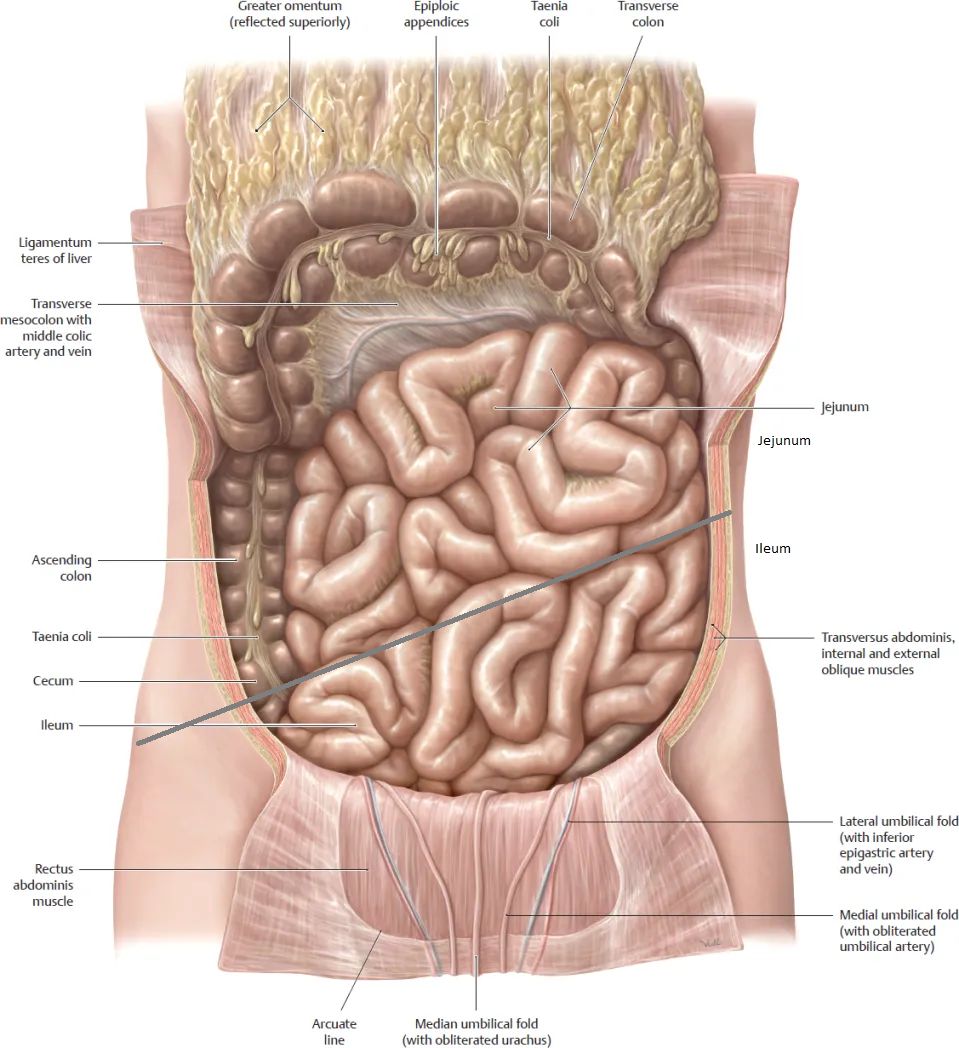 Greater omentum
(reflected superiorly)
Epiploic
appendices
Taenia
coli
Transverse
colon
Ligamentum
teres of liver
Transverse
mesocolon with
middle colic
artery and vein
Jejunum
Jejunum
Ileum
Ascending
colon
Taenia coli
Cecum
Ileum
Transversus abdominis,
internal and external
oblique muscles
Lateral umbilical fold
(with inferior
epigastric artery
and vein)
Rectus
abdominis
muscle
Medial umbilical fold
(with obliterated
umbilical artery)
Arcuate
line
Median umbilical fold
(with obliterated urachus)